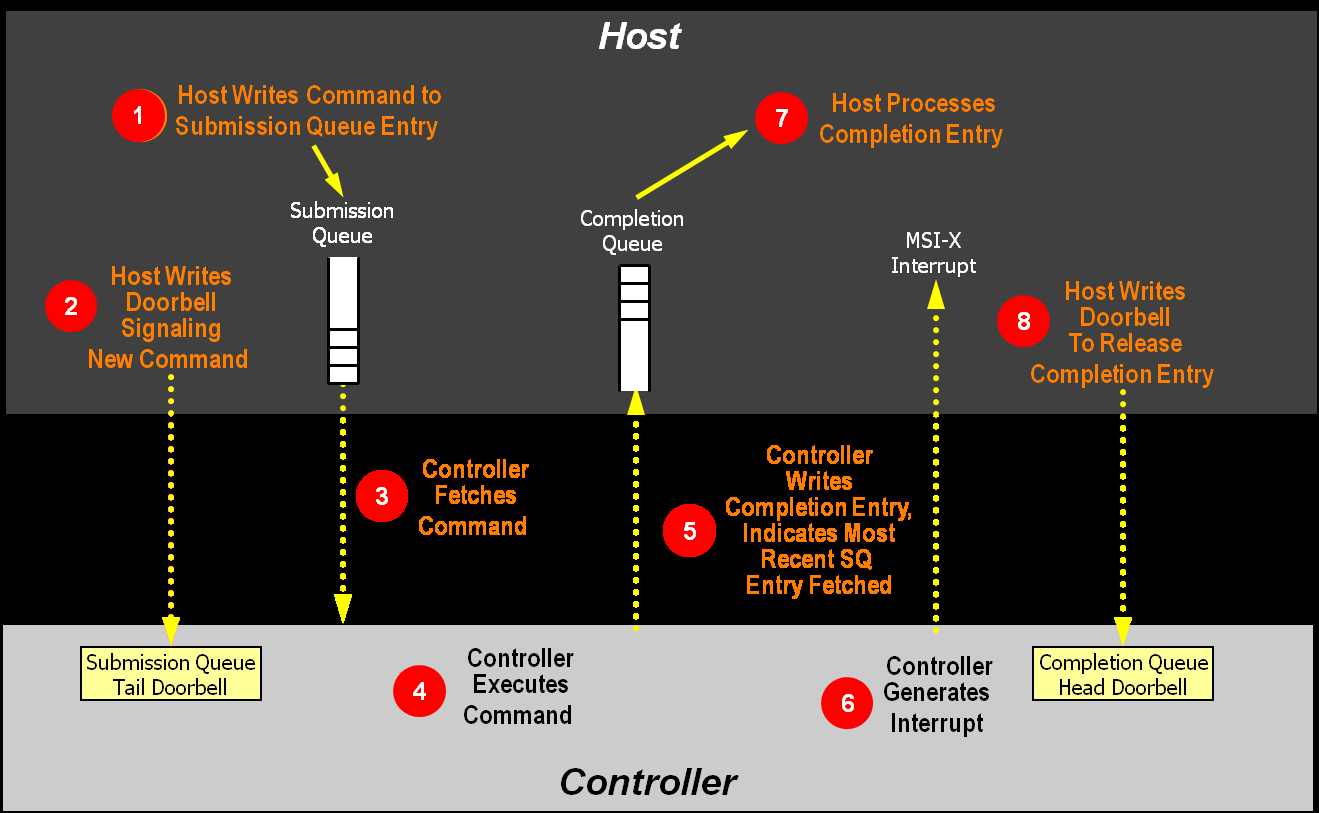 Host
1
Host Writes Command to
Submission Queue Entry
7
Host Processes
Completion Entry
Submission
Queue
Completion
Queue
MSI-X
Interrupt
2
Host Writes
Doorbell
Signaling
New Command
8
Host Writes
Doorbell
To Release
Completion Entry
3
Controller
Fetches
Command
5
Controller
Writes
Completion Entry,
Indicates Most
Recent SQ
Entry Fetched
Submission Queue
Tail Doorbell
4
Controller
Executes
Command
6
Controller
Generates
Interrupt
Completion Queue
Head Doorbell
Controller